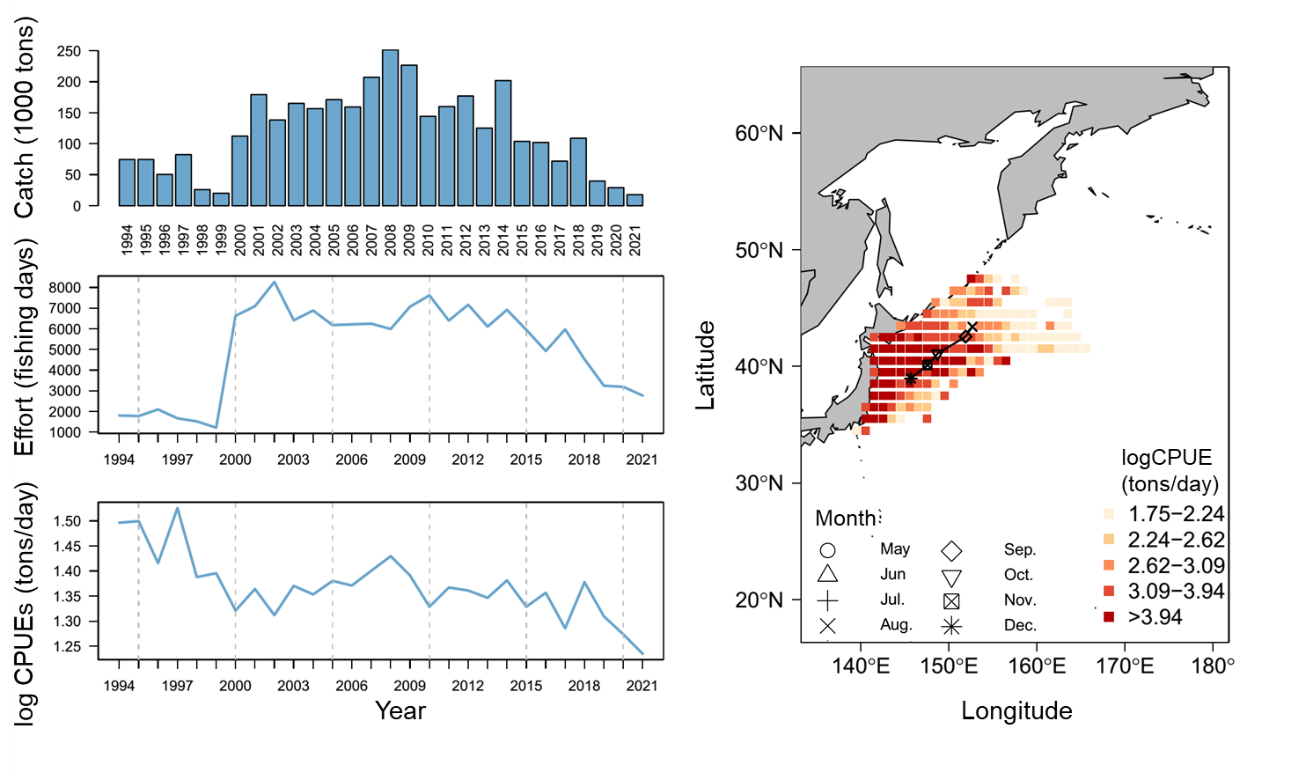 Catch (1000 tons)
250
200
150
100
50
0
1994 1995 1996 1997 1998 1999 2000 2001 2002 2003 2004 2005 2006 2007 2008 2009 2010 2011 2012 2013 2014 2015 2016 2017 2018 2019 2020 2021
Effort (fishing days)
8000
7000
6000
5000
4000
3000
2000
1000
1994 1997 2000 2003 2006 2009 2012 2015 2018 2021
log CPUEs (tons/day)
1.50
1.45
1.40
1.35
1.30
1.25
1994 1997 2000 2003 2006 2009 2012 2015 2018 2021
Year
Latitude
60°N
50°N
40°N
30°N
20°N
Month
May Sep.
Jun Oct.
Jul. Nov.
Aug. Dec.
logCPUE
(tons/day)
1.75−2.24
2.24−2.62
2.62−3.09
3.09−3.94
>3.94
140°E 150°E 160°E 170°E 180°
Longitude